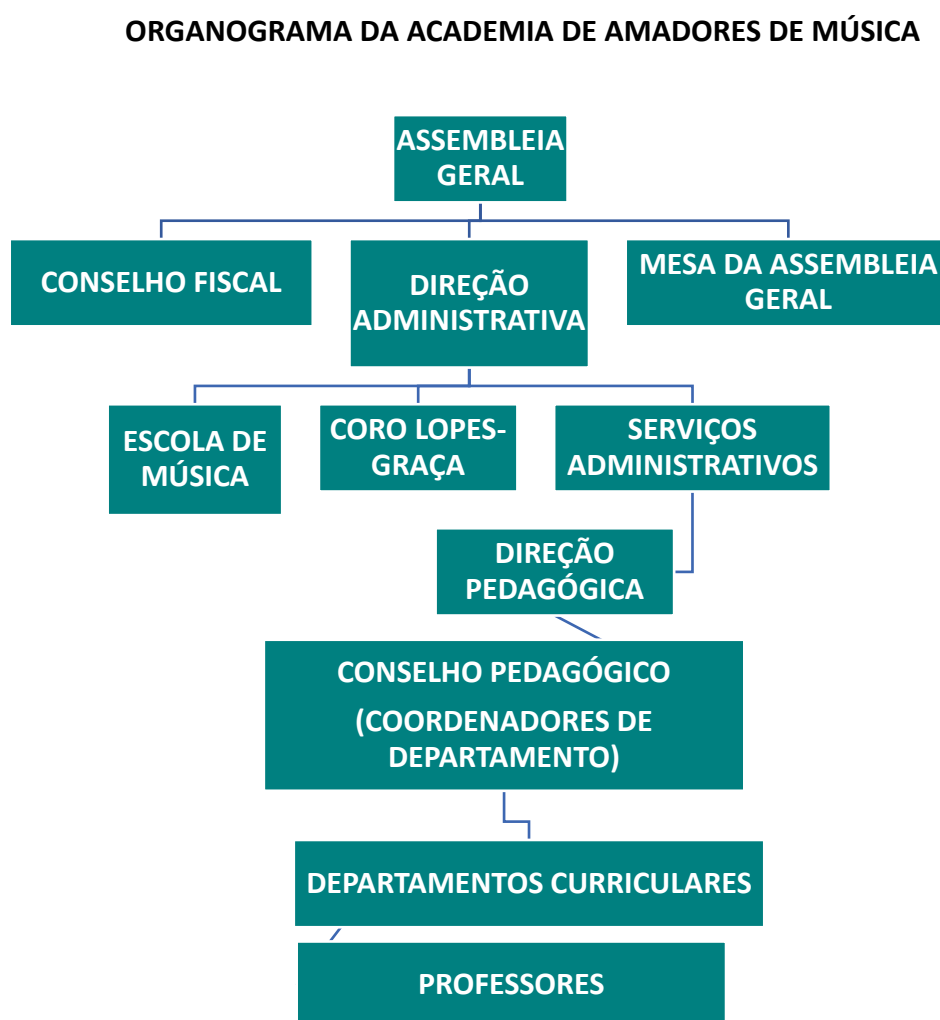 ORGANOGRAMA DA ACADEMIA DE AMADORES DE MÚSICA
ASSEMBLEIA
GERAL
CONSELHO FISCAL
DIREÇÃO
ADMINISTRATIVA
MESA DA ASSEMBLEIA
GERAL
ESCOLA DE
MÚSICA
CORO LOPES-
GRAÇA
SERVIÇOS
ADMINISTRATIVOS
DIREÇÃO
PEDAGÓGICA
CONSELHO PEDAGÓGICO
(COORDENADORES DE
DEPARTAMENTO)
DEPARTAMENTOS CURRICULARES
PROFESSORES